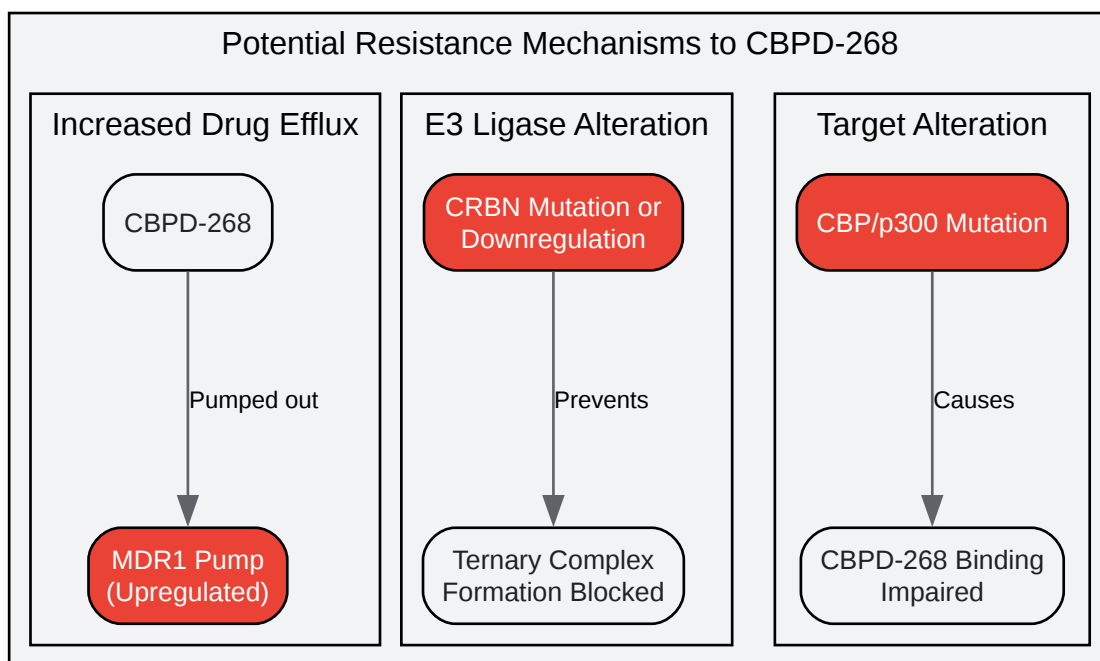 Potential Resistance Mechanisms to CBPD-268
Increased Drug Efflux
CBPD-268
Pumped out
MDR1 Pump
(Upregulated)
E3 Ligase Alteration
CRBN Mutation or
Downregulation
Prevents
Ternary Complex
Formation Blocked
Target Alteration
CBP/p300 Mutation
Causes
CBPD-268 Binding
Impaired